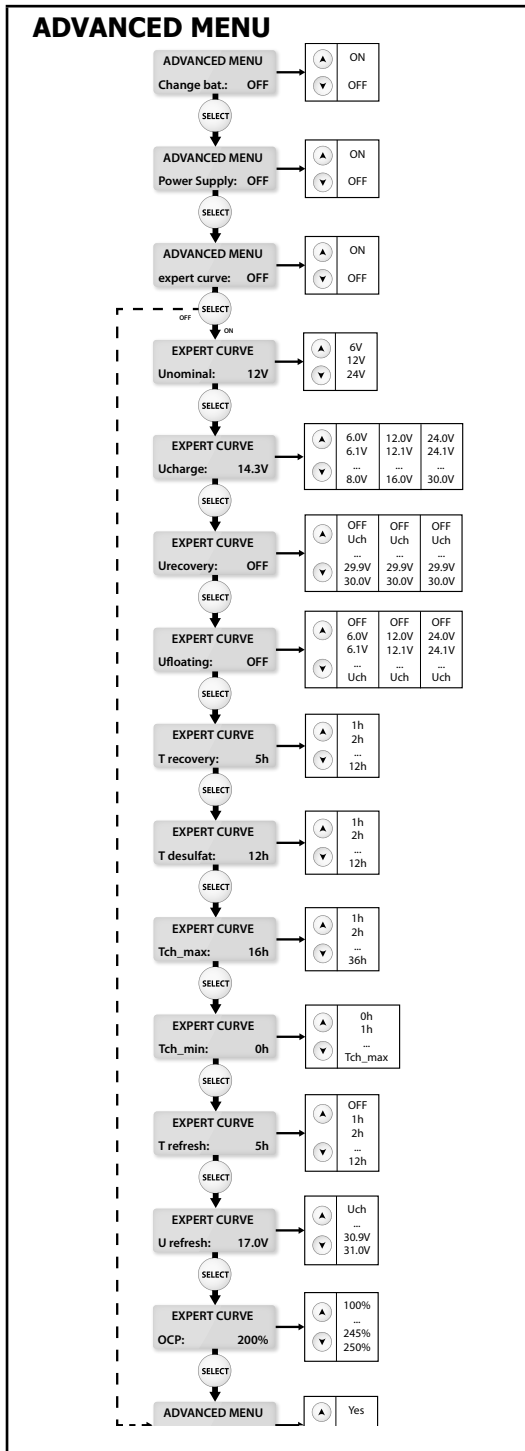 ADVANCED MENU
ADVANCED MENU
Change bat.: OFF
ON
OFF
SELECT
ADVANCED MENU
Power Supply: OFF
ON
OFF
SELECT
ADVANCED MENU
expert curve: OFF
ON
OFF
SELECT
OFF
ON
EXPERT CURVE
Unominal: 12V
6V
12V
24V
SELECT
EXPERT CURVE
Ucharge: 14.3V
6.0V 12.0V 24.0V
6.1V 12.1V 24.1V
... ... ...
8.0V 16.0V 30.0V
SELECT
EXPERT CURVE
Urecovery: OFF
OFF OFF OFF
Uch Uch Uch
... ... ...
29.9V 29.9V 29.9V
30.0V 30.0V 30.0V
SELECT
EXPERT CURVE
Ufloating: OFF
OFF OFF OFF
6.0V 12.0V 24.0V
6.1V 12.1V 24.1V
... ... ...
Uch Uch Uch
SELECT
EXPERT CURVE
T recovery: 5h
1h
2h
...
12h
SELECT
EXPERT CURVE
T desulfat: 12h
1h
2h
...
12h
SELECT
EXPERT CURVE
Tch_max: 16h
1h
2h
...
36h
SELECT
EXPERT CURVE
Tch_min: 0h
0h
1h
...
Tch_max
SELECT
EXPERT CURVE
T refresh: 5h
OFF
1h
2h
...
12h
SELECT
EXPERT CURVE
U refresh: 17.0V
Uch
...
30.9V
31.0V
SELECT
EXPERT CURVE
OCP: 200%
100%
...
245%
250%
SELECT
ADVANCED MENU
Yes